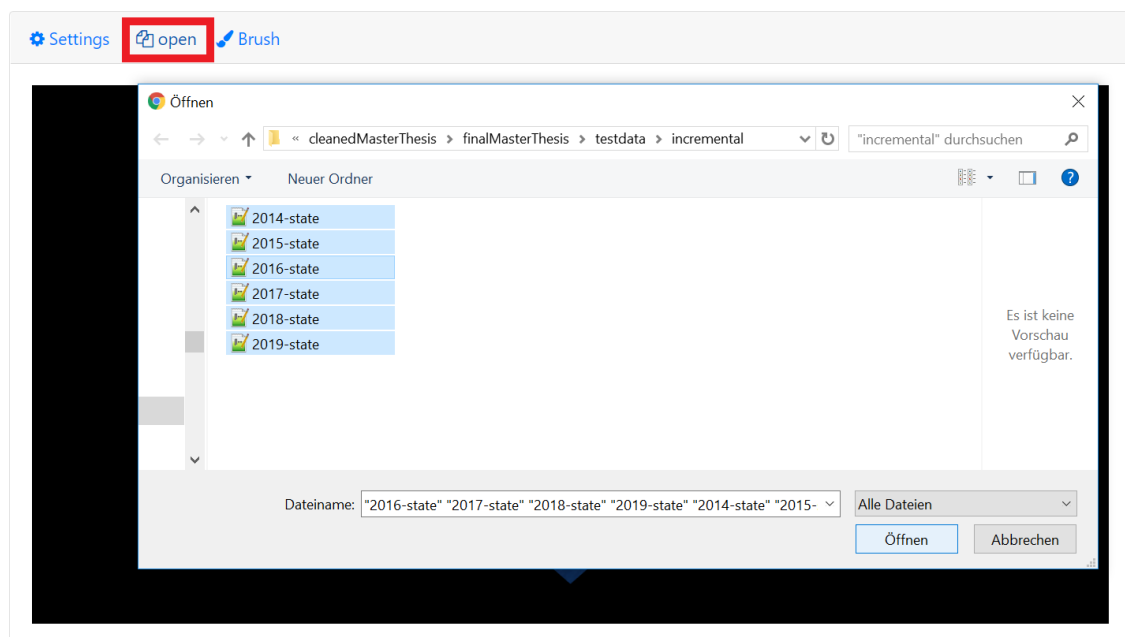 Settings open Brush
Öffnen
« cleanedMasterThesis > finalMasterThesis > testdata > incremental
"incremental" durchsuchen
Organisieren Neuer Ordner
?
2014-state
2015-state
2016-state
2017-state
2018-state
2019-state
Es ist keine
Vorschau
verfügbar.
Dateiname: "2016-state" "2017-state" "2018-state" "2019-state" "2014-state" "2015-
Alle Dateien
Öffnen Abbrechen